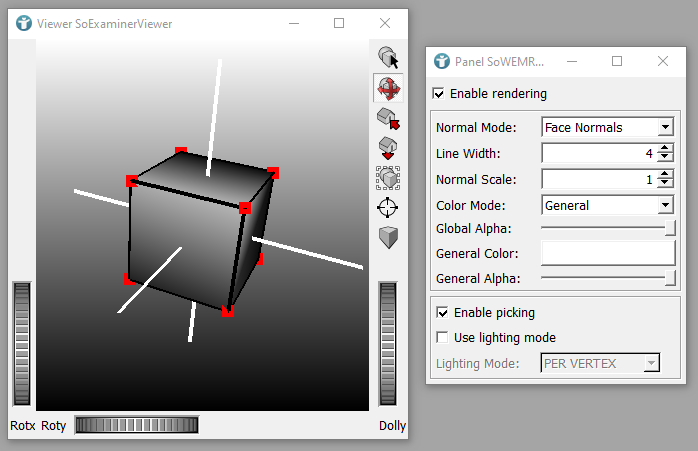 Viewer SoExaminerViewer
Rotx Roty
Dolly
Panel SoWEMR...
Enable rendering
Normal Mode: Face Normals
Line Width: 4
Normal Scale: 1
Color Mode: General
Global Alpha:
General Color:
General Alpha:
Enable picking
Use lighting mode
Lighting Mode: PER VERTEX